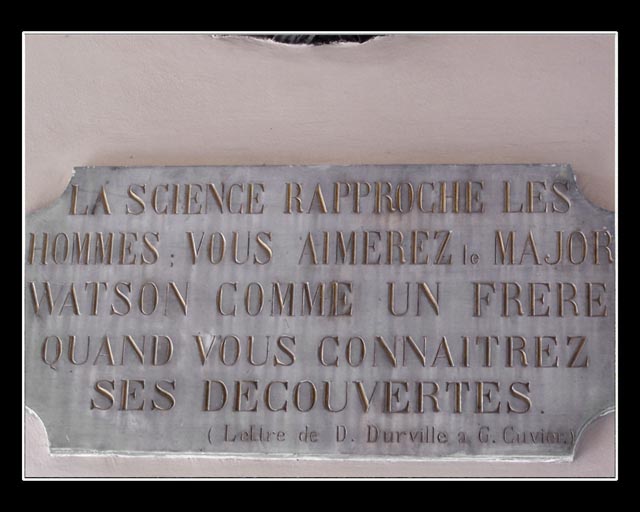 LA SCIENCE RAPPROCHE LES
HOMMES : VOUS AIMEREZ le MAJOR
WATSON COMME UN FRERE
QUAND VOUS CONNAITREZ
SES DECOUVERTES.
(Lettre de D. Durville a G. Cuvier.)